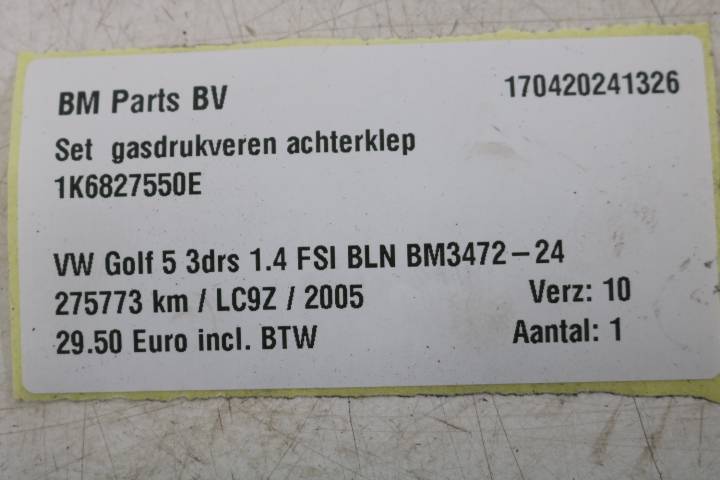 BM Parts BV 170420241326
Set gasdrukveren achterklep
1K6827550E
VW Golf 5 3drs 1.4 FSI BLN BM3472-24
275773 km / LC9Z / 2005 Verz: 10
29.50 Euro incl. BTW Aantal: 1